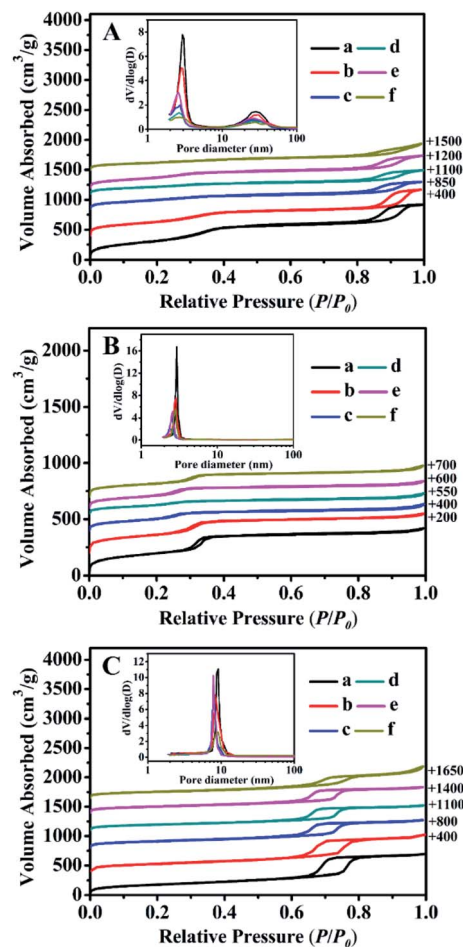 A
4000
3500
3000
2500
2000
1500
1000
500
0
Volume Absorbed (cm³/g)
8
6
4
2
0
dV/dlog(D)
1 10 100
Pore diameter (nm)
a d
b e
c f
+1500
+1200
+1100
+850
+400
0.0 0.2 0.4 0.6 0.8 1.0
Relative Pressure (P/P₀)
B
2000
1500
1000
500
0
Volume Absorbed (cm³/g)
16
12
8
4
0
dV/dlog(D)
1 10 100
Pore diameter (nm)
a d
b e
c f
+700
+600
+550
+400
+200
0.0 0.2 0.4 0.6 0.8 1.0
Relative Pressure (P/P₀)
C
4000
3500
3000
2500
2000
1500
1000
500
0
Volume Absorbed (cm³/g)
12
10
8
6
4
2
0
dV/dlog(D)
1 10 100
Pore diameter (nm)
a d
b e
c f
+1650
+1400
+1100
+800
+400
0.0 0.2 0.4 0.6 0.8 1.0
Relative Pressure (P/P₀)